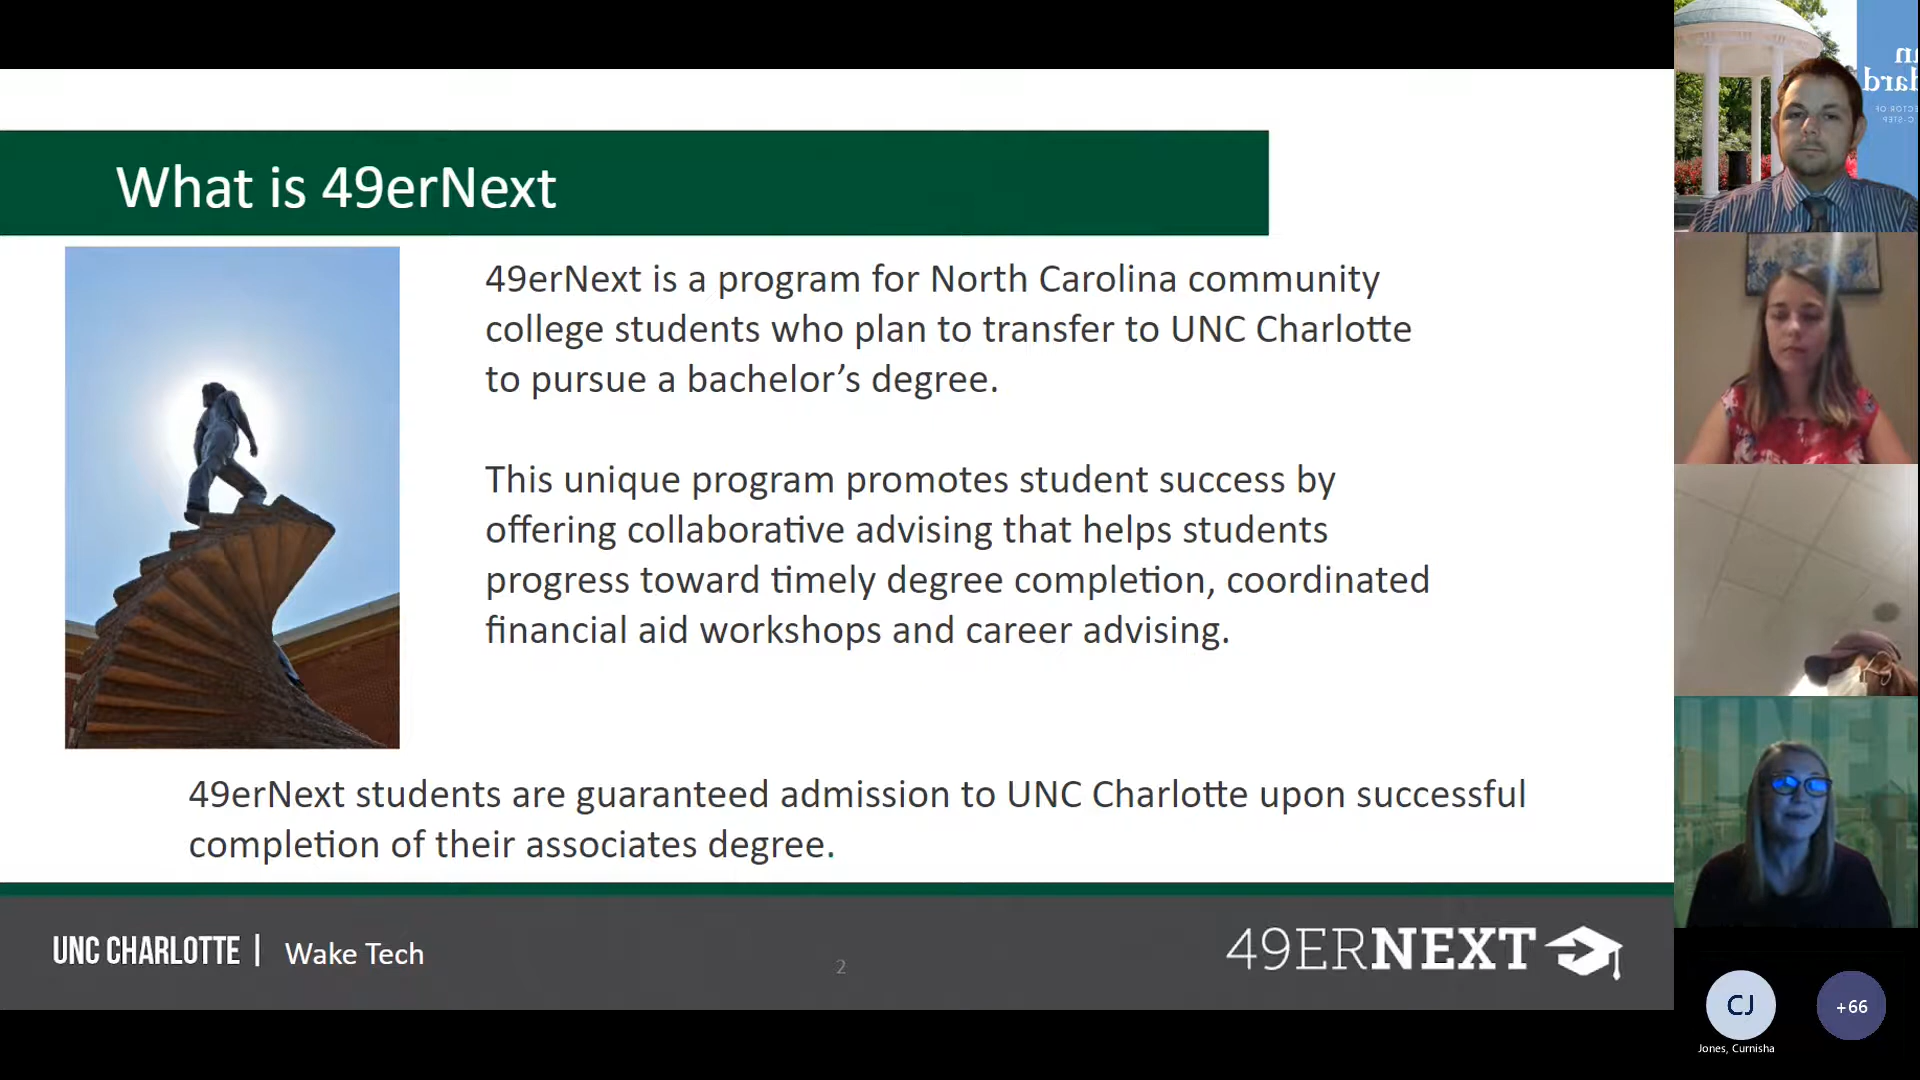 What is 49erNext
49erNext is a program for North Carolina community
college students who plan to transfer to UNC Charlotte
to pursue a bachelor’s degree.
This unique program promotes student success by
offering collaborative advising that helps students
progress toward timely degree completion, coordinated
financial aid workshops and career advising.
49erNext students are guaranteed admission to UNC Charlotte upon successful
completion of their associates degree.
UNC CHARLOTTE | Wake Tech
2
49ERNEXT
CJ
+66
Jones, Curnisha